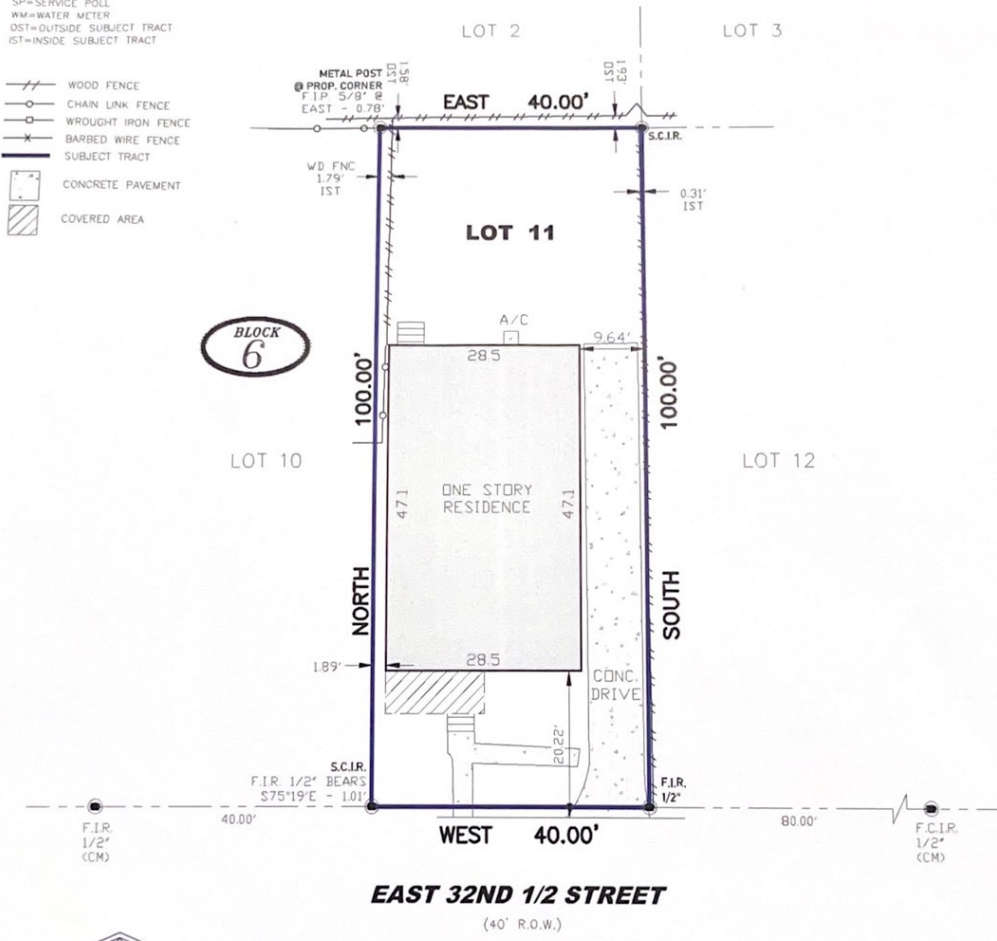 SP=SERVICE POLL
WM=WATER METER
OST=OUTSIDE SUBJECT TRACT
IST=INSIDE SUBJECT TRACT
WOOD FENCE
CHAIN LINK FENCE
WROUGHT IRON FENCE
BARBED WIRE FENCE
SUBJECT TRACT
CONCRETE PAVEMENT
COVERED AREA
LOT 2
LOT 3
METAL POST
@ PROP. CORNER
F.I.P. 5/8" @
EAST - 0.78'
1.58'
OST
EAST 40.00'
1.93'
OST
S.C.I.R.
WD FNC
1.79'
IST
0.31'
IST
LOT 11
BLOCK
6
A/C
9.64'
28.5
100.00'
100.00'
LOT 10
LOT 12
47.1
ONE STORY
RESIDENCE
47.1
NORTH
SOUTH
1.89'
28.5
CONC.
DRIVE
20.22'
S.C.I.R.
F.I.R. 1/2" BEARS
S75°19'E - 1.01'
F.I.R.
1/2"
F.I.R.
1/2"
(CM)
40.00'
WEST 40.00'
80.00'
F.C.I.R.
1/2"
(CM)
EAST 32ND 1/2 STREET
(40' R.O.W.)